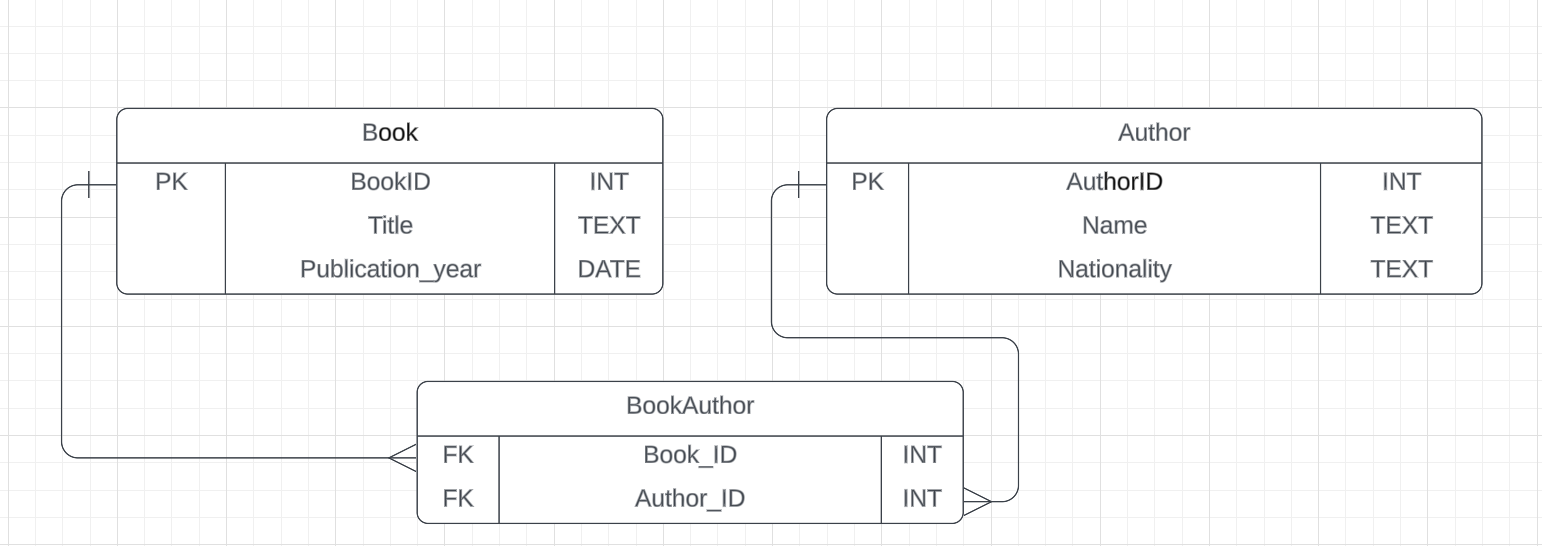 Book
PK BookID INT
Title TEXT
Publication_year DATE
Author
PK AuthorID INT
Name TEXT
Nationality TEXT
BookAuthor
FK Book_ID INT
FK Author_ID INT